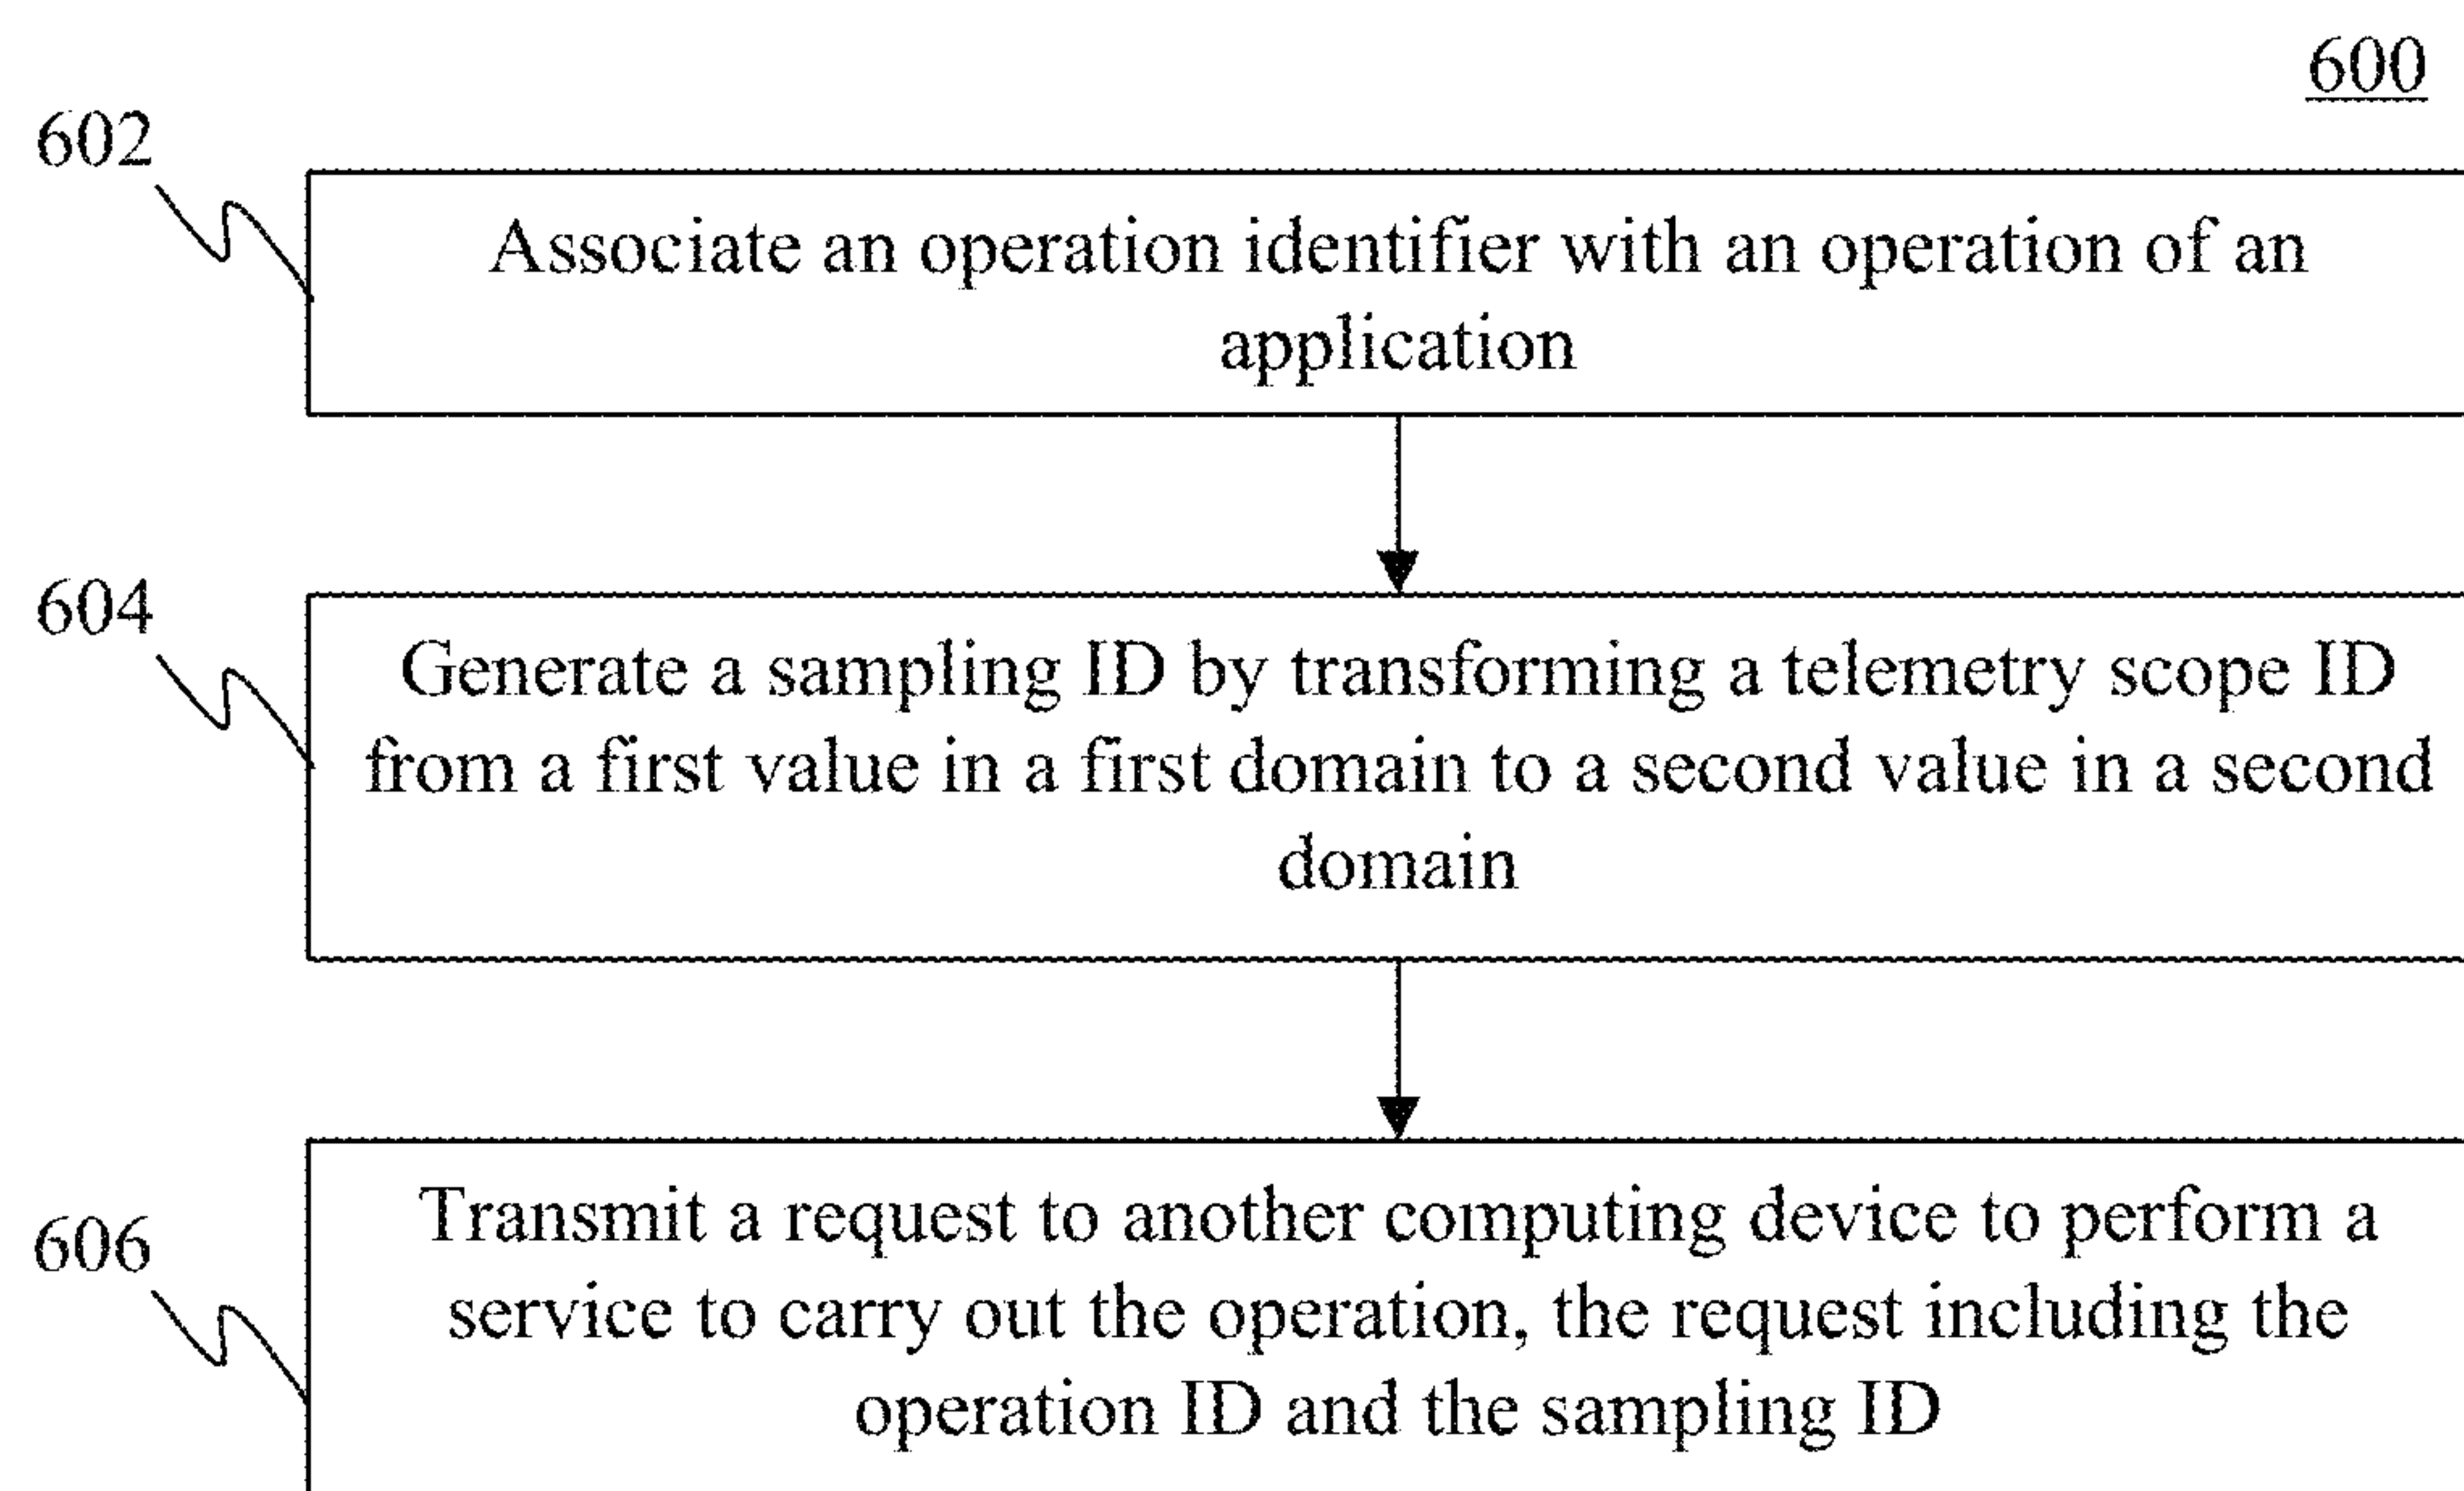 600
602
Associate an operation identifier with an operation of an
application
604
Generate a sampling ID by transforming a telemetry scope ID
from a first value in a first domain to a second value in a second
domain
606
Transmit a request to another computing device to perform a
service to carry out the operation, the request including the
operation ID and the sampling ID